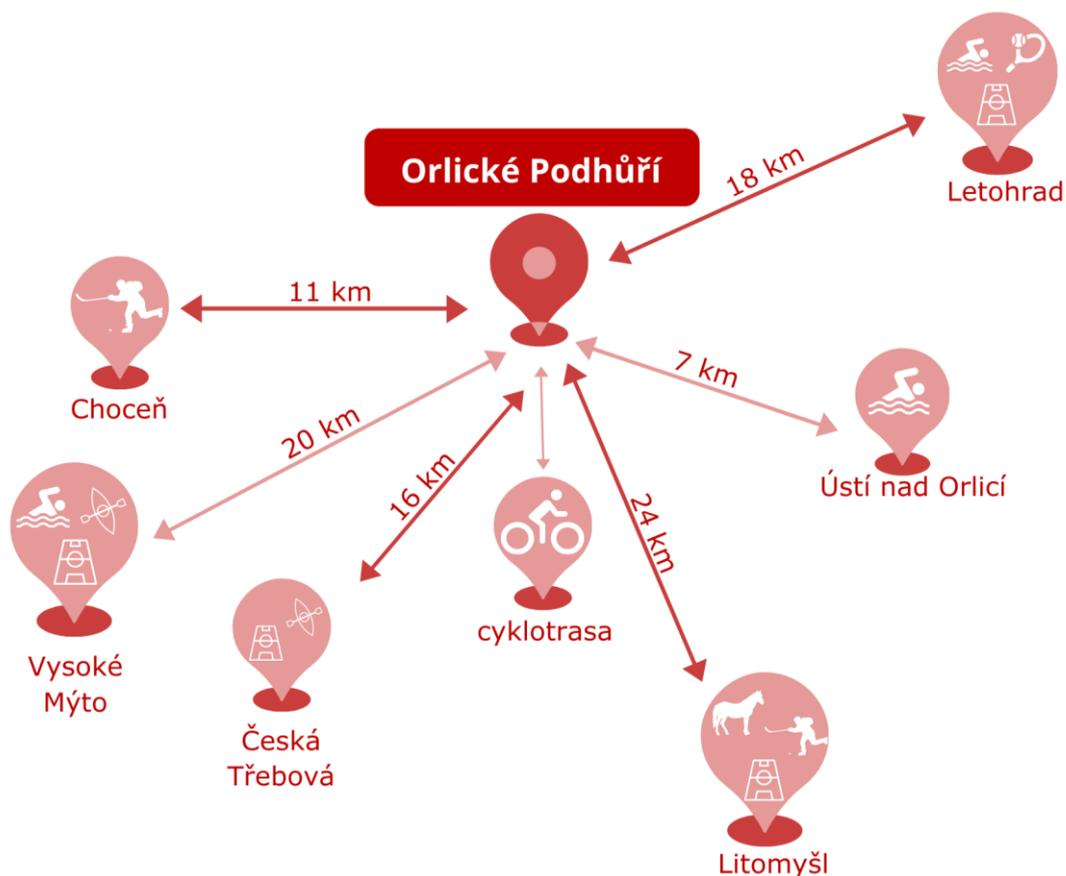 Orlické Podhůří
18 km
Letohrad
11 km
Choceň
7 km
Ústí nad Orlicí
20 km
16 km
24 km
cyklotrasa
Vysoké
Mýto
Česká
Třebová
Litomyšl